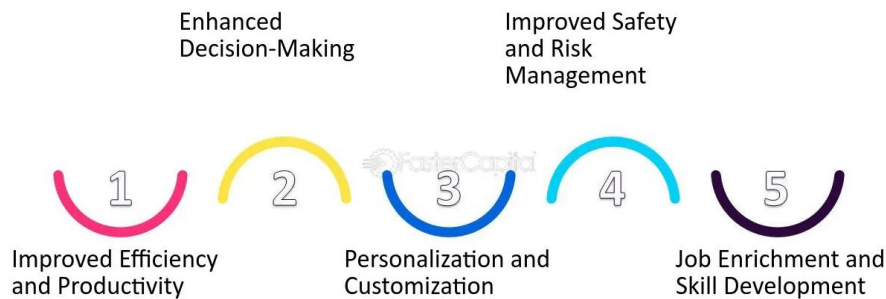 Enhanced
Decision-Making
Improved Safety
and Risk
Management
FasterCapital
1
2
3
4
5
Improved Efficiency
and Productivity
Personalization and
Customization
Job Enrichment and
Skill Development